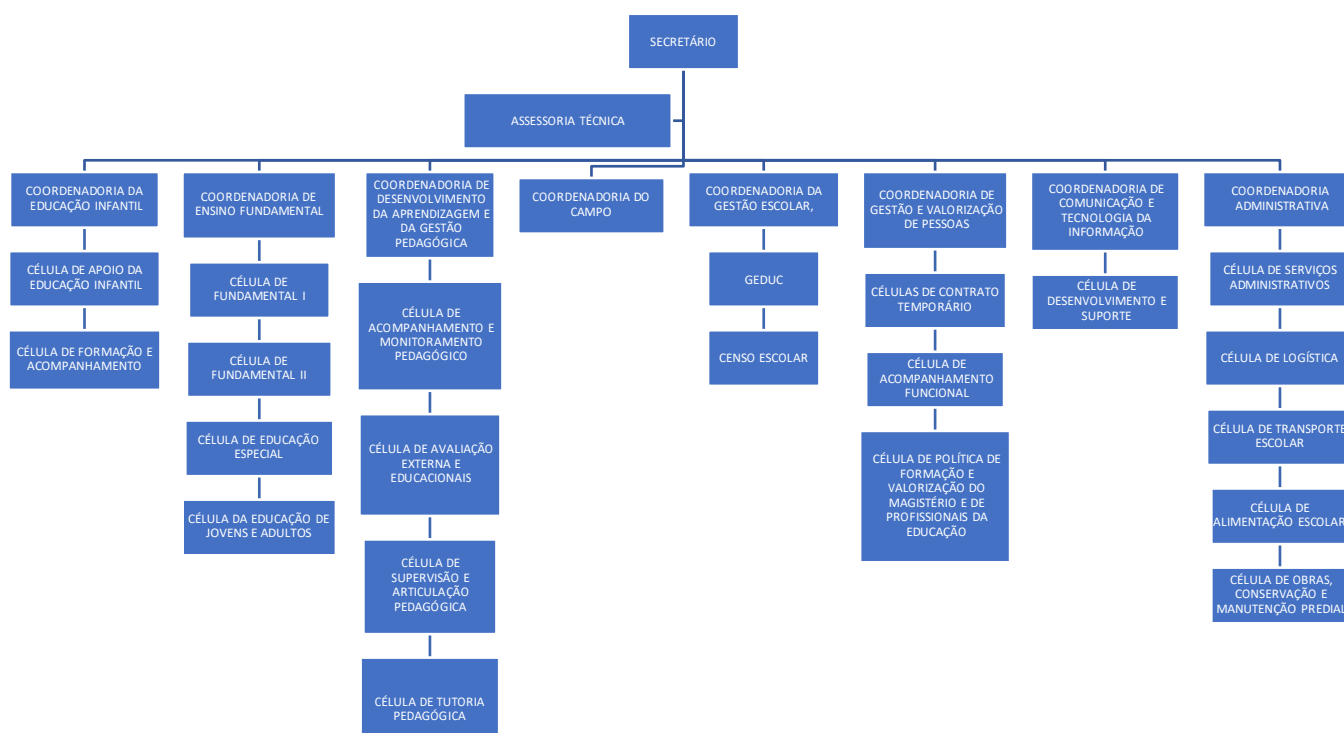 SECRETÁRIO
ASSESSORIA TÉCNICA
COORDENADORIA DA
EDUCAÇÃO INFANTIL
CÉLULA DE APOIO DA
EDUCAÇÃO INFANTIL
CÉLULA DE FORMAÇÃO E
ACOMPANHAMENTO
COORDENADORIA DE
ENSINO FUNDAMENTAL
CÉLULA DE
FUNDAMENTAL I
CÉLULA DE
FUNDAMENTAL II
CÉLULA DE EDUCAÇÃO
ESPECIAL
CÉLULA DA EDUCAÇÃO DE
JOVENS E ADULTOS
COORDENADORIA DE
DESENVOLVIMENTO
DA APRENDIZAGEM E
DA GESTÃO
PEDAGÓGICA
CÉLULA DE
ACOMPANHAMENTO E
MONITORAMENTO
PEDAGÓGICO
CÉLULA DE AVALIAÇÃO
EXTERNA E
EDUCACIONAIS
CÉLULA DE
SUPERVISÃO E
ARTICULAÇÃO
PEDAGÓGICA
CÉLULA DE TUTORIA
PEDAGÓGICA
COORDENADORIA DO
CAMPO
COORDENADORIA DA
GESTÃO ESCOLAR,
GEDUC
CENSO ESCOLAR
COORDENADORIA DE
GESTÃO E VALORIZAÇÃO
DE PESSOAS
CÉLULAS DE CONTRATO
TEMPORÁRIO
CÉLULA DE
ACOMPANHAMENTO
FUNCIONAL
CÉLULA DE POLÍTICA DE
FORMAÇÃO E
VALORIZAÇÃO DO
MAGISTÉRIO E DE
PROFISSIONAIS DA
EDUCAÇÃO
COORDENADORIA DE
COMUNICAÇÃO E
TECNOLOGIA DA
INFORMAÇÃO
CÉLULA DE
DESENVOLVIMENTO E
SUPORTE
COORDENADORIA
ADMINISTRATIVA
CÉLULA DE SERVIÇOS
ADMINISTRATIVOS
CÉLULA DE LOGÍSTICA
CÉLULA DE TRANSPORTE
ESCOLAR
CÉLULA DE
ALIMENTAÇÃO ESCOLAR
CÉLULA DE OBRAS,
CONSERVAÇÃO E
MANUTENÇÃO PREDIAL